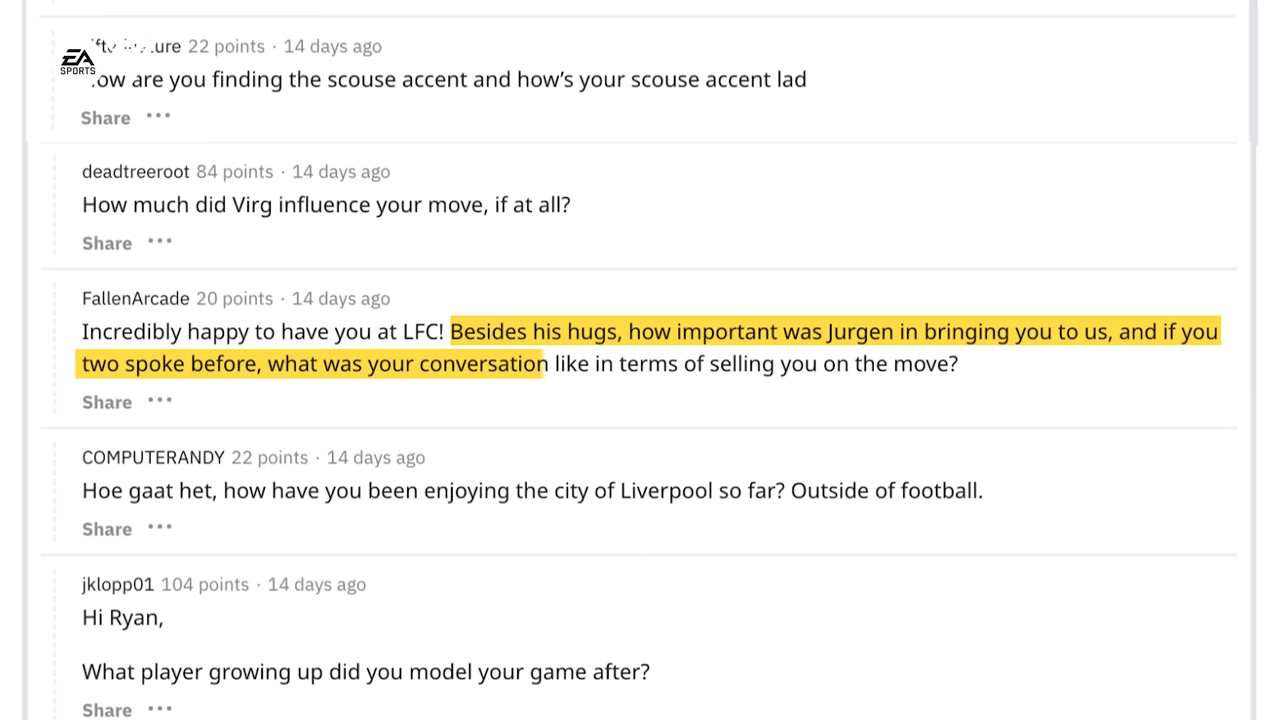 22 points · 14 days ago
EA
SPORTS
are you finding the scouse accent and how’s your scouse accent lad
Share •••
deadtreeroot 84 points · 14 days ago
How much did Virg influence your move, if at all?
Share •••
FallenArcade 20 points · 14 days ago
Incredibly happy to have you at LFC! Besides his hugs, how important was Jurgen in bringing you to us, and if you
two spoke before, what was your conversation like in terms of selling you on the move?
Share •••
COMPUTERANDY 22 points · 14 days ago
Hoe gaat het, how have you been enjoying the city of Liverpool so far? Outside of football.
Share •••
jklopp01 104 points · 14 days ago
Hi Ryan,
What player growing up did you model your game after?
Share •••